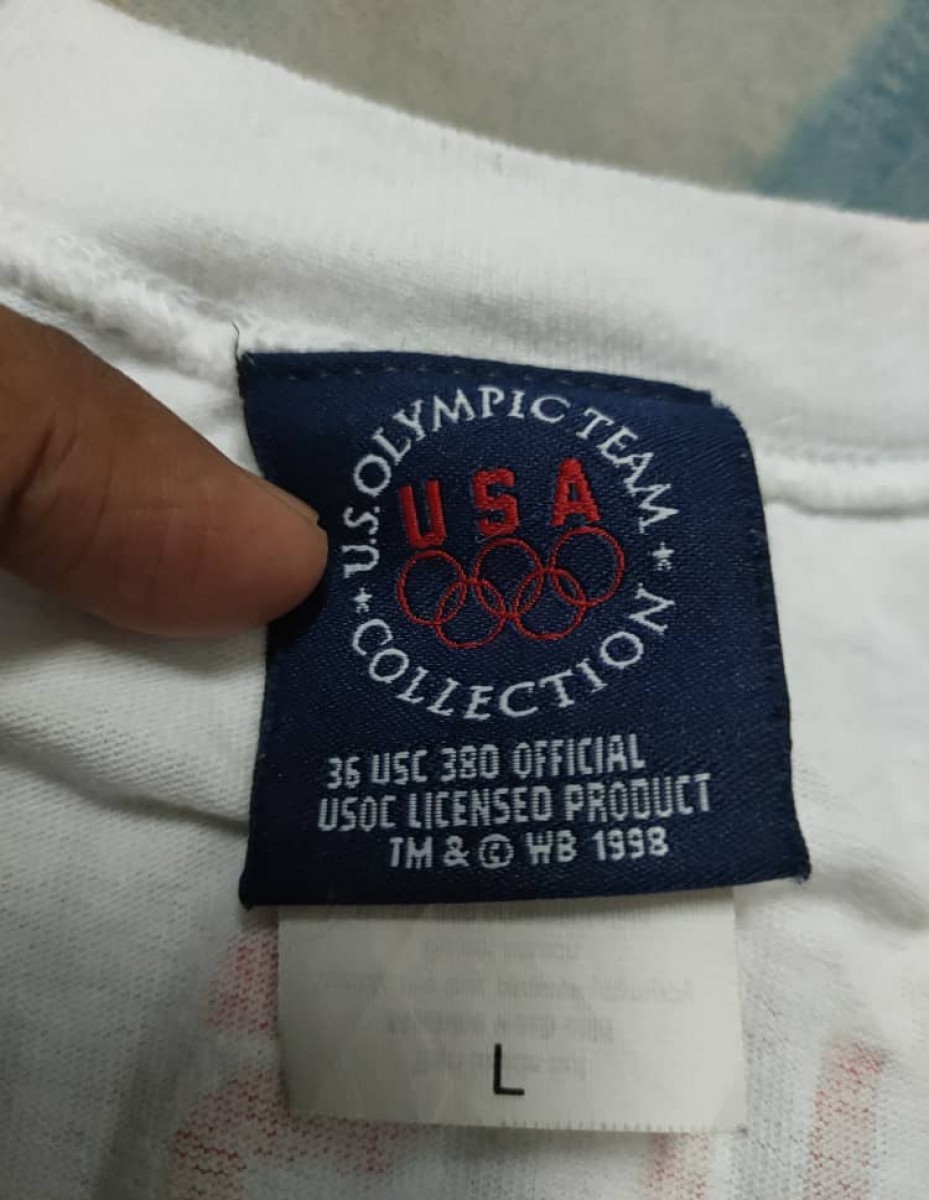 U.S. OLYMPIC TEAM
USA
* COLLECTION *
36 USC 380 OFFICIAL
USOC LICENSED PRODUCT
TM & © WB 1998
L